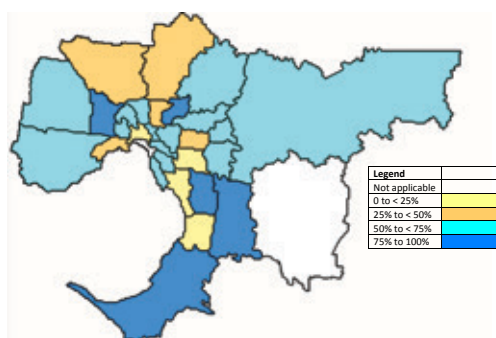 Legend
Not applicable
0 to < 25%
25% to < 50%
50% to < 75%
75% to 100%